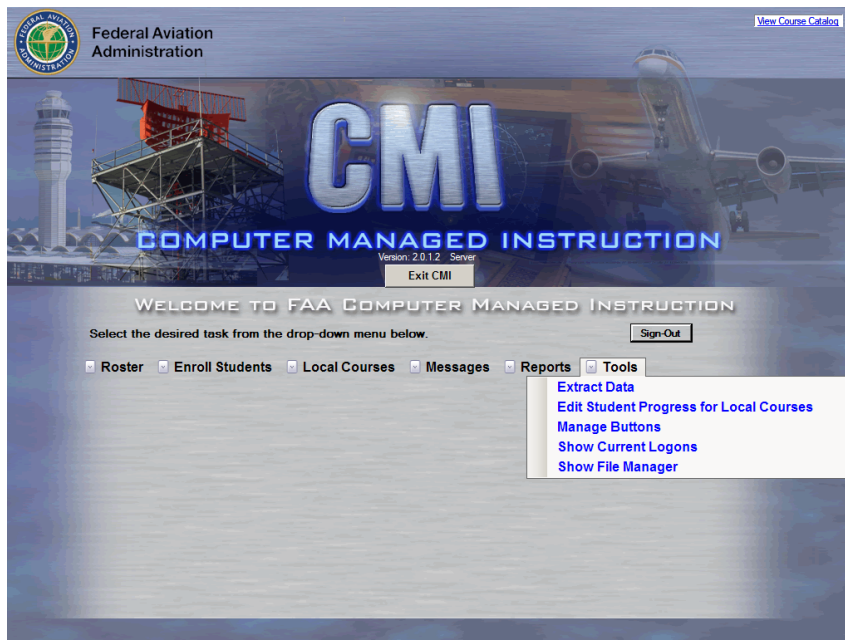 Federal Aviation
Administration
View Course Catalog
FEDERAL AVIATION
ADMINISTRATION
CMI
COMPUTER MANAGED INSTRUCTION
Version: 2.0.1.2 Server
Exit CMI
WELCOME TO FAA COMPUTER MANAGED INSTRUCTION
Select the desired task from the drop-down menu below.
Sign-Out
Roster Enroll Students Local Courses Messages Reports Tools
Extract Data
Edit Student Progress for Local Courses
Manage Buttons
Show Current Logons
Show File Manager